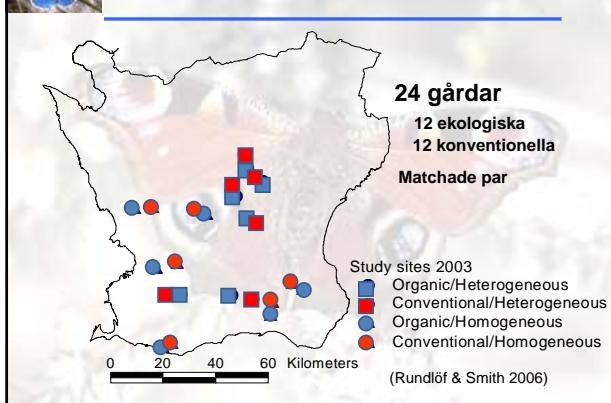 24 gårdar
12 ekologiska
12 konventionella
Matchade par
Study sites 2003
Organic/Heterogeneous
Conventional/Heterogeneous
Organic/Homogeneous
Conventional/Homogeneous
0 20 40 60 Kilometers
(Rundlöf & Smith 2006)